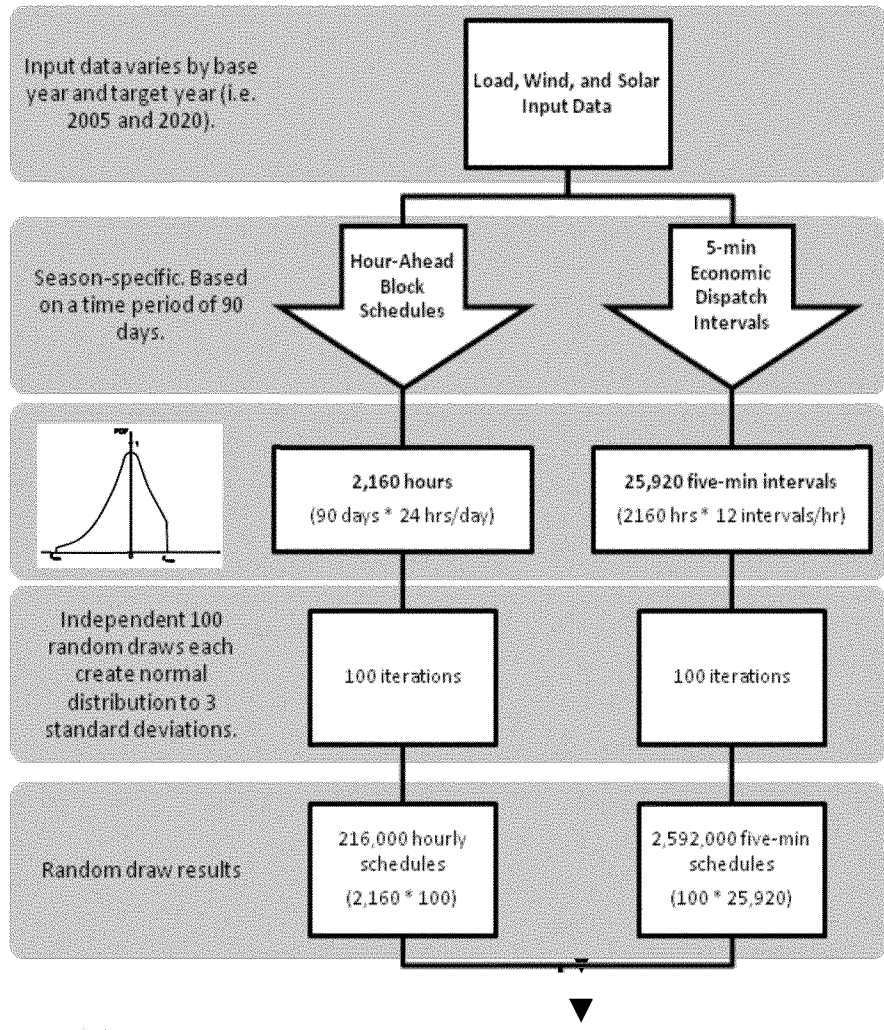 Input data varies by base
year and target year (i.e.
2005 and 2020).
Load, Wind, and Solar
Input Data
Season-specific. Based
on a time period of 90
days.
Hour-Ahead
Block
Schedules
5-min
Economic
Dispatch
Intervals
PDF
2,160 hours
(90 days * 24 hrs/day)
25,920 five-min intervals
(2160 hrs * 12 intervals/hr)
Independent 100
random draws each
create normal
distribution to 3
standard deviations.
100 iterations
100 iterations
Random draw results
216,000 hourly
schedules
(2,160 * 100)
2,592,000 five-min
schedules
(100 * 25,920)